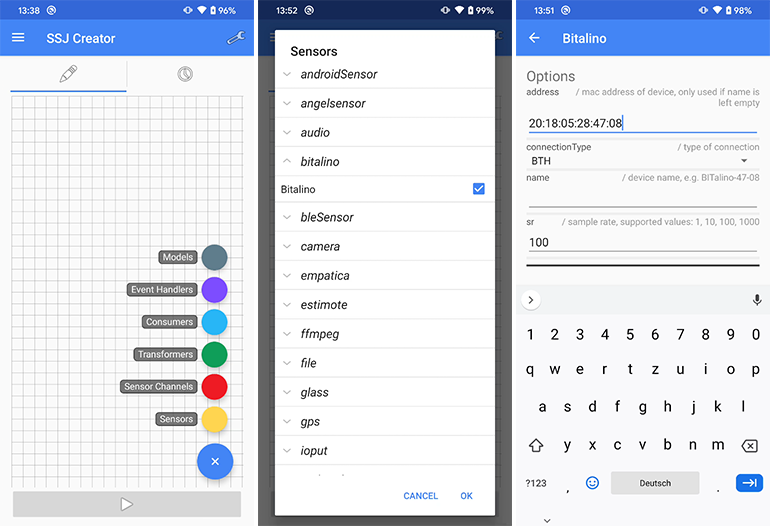 13:38
96%
SSJ Creator
Models
Event Handlers
Consumers
Transformers
Sensor Channels
Sensors
13:52
99%
Sensors
androidSensor
angelsensor
audio
bitalino
Bitalino
bleSensor
camera
empatica
estimote
ffmpeg
file
glass
gps
ioput
CANCEL
OK
13:51
98%
Bitalino
Options
address / mac address of device, only used if name is
left empty
20:18:05:28:47:08
connectionType / type of connection
BTH
name / device name, e.g. BITalino-47-08
sr / sample rate, supported values: 1, 10, 100, 1000
100
1 2 3 4 5 6 7 8 9 0
q w e r t z u i o p
a s d f g h j k l
y x c v b n m
?123 , Deutsch .